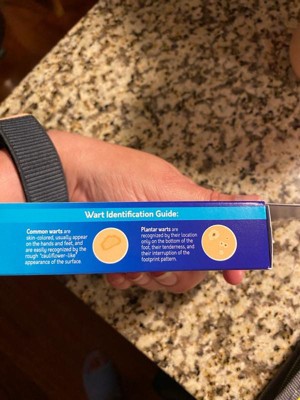 Wart Identification Guide:
Common warts are
skin-colored, usually appear
on the hands and feet, and
are easily recognized by the
rough "cauliflower-like"
appearance of the surface.
Plantar warts are
recognized by their location
only on the bottom of the
foot, their tenderness, and
their interruption of the
footprint pattern.